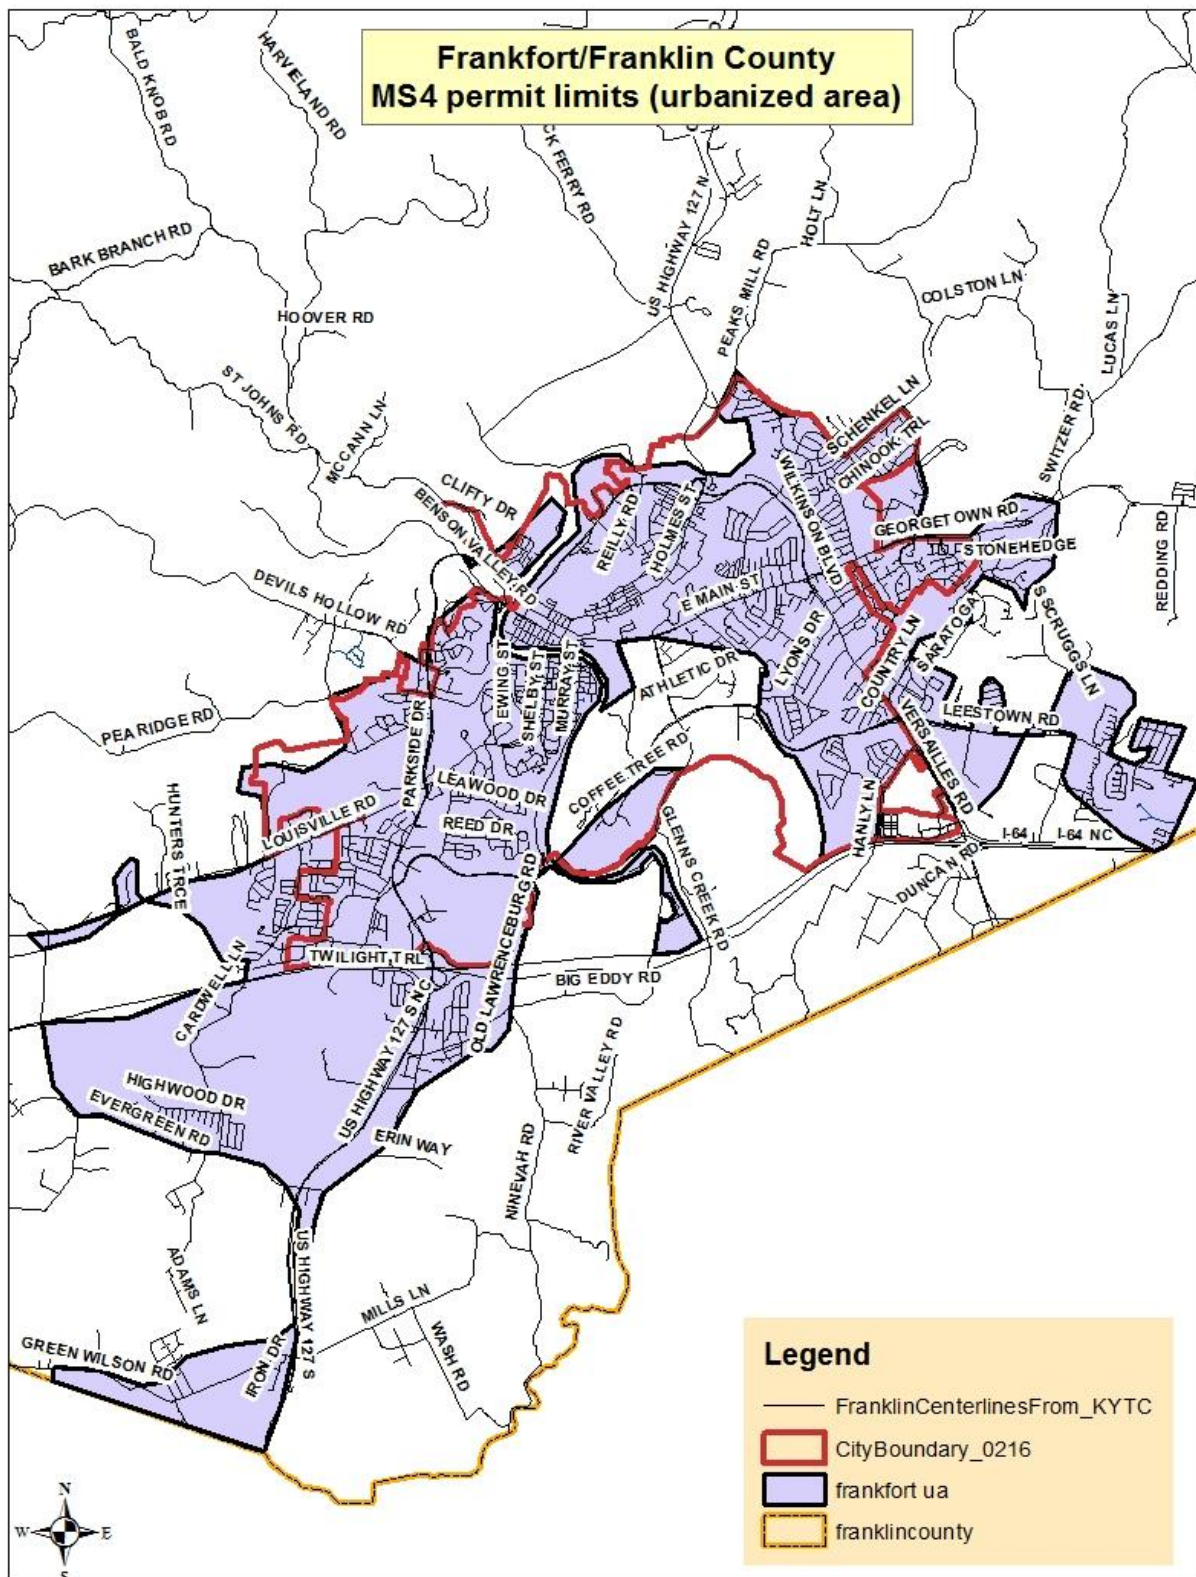 Frankfort/Franklin County
MS4 permit limits (urbanized area)
BALD KNOB RD
HARVIELAND RD
CK FERRY RD
US HIGHWAY 127 N
HOLT LN
PEAKS MILL RD
BARK BRANCH RD
HOOVER RD
COLSTON LN
LUCAS LN
ST JOHNS RD
MCCANN LN
SCHENKEL LN
CHINOOK TRL
SWITZER RD
CLIFTY DR
BENSON VALLEY RD
REILLY RD
HOLMES ST
WILKINSON BLVD
GEORGETOWN RD
STONEHEDGE
REDDING RD
DEVILS HOLLOW RD
E MAIN ST
LYONS DR
COUNTRY LN
SARATOGA
S SCRUGGS LN
EWING ST
SHELBY ST
MURRAY ST
ATHLETIC DR
PEA RIDGE RD
PARKSIDE DR
LEESTOWN RD
VERSAILLES RD
COFFEE TREE RD
HUNTERS TRCE
LEAWOOD DR
LOUISVILLE RD
REED DR
GLENNS CREEK RD
HANLY LN
I-64
I-64 NC
DUNCAN RD
OLD LAWRENCEBURG RD
TWILIGHT TRL
CARDWELL LN
BIG EDDY RD
US HIGHWAY 127 S NC
RIVER VALLEY RD
HIGHWOOD DR
EVERGREEN RD
ERIN WAY
NINEVAH RD
US HIGHWAY 127 S
ADAMS LN
MILLS LN
WASH RD
GREEN WILSON RD
IRON DR
Legend
FranklinCenterlinesFrom_KYTC
CityBoundary_0216
frankfort ua
franklincounty
N
W
E
S